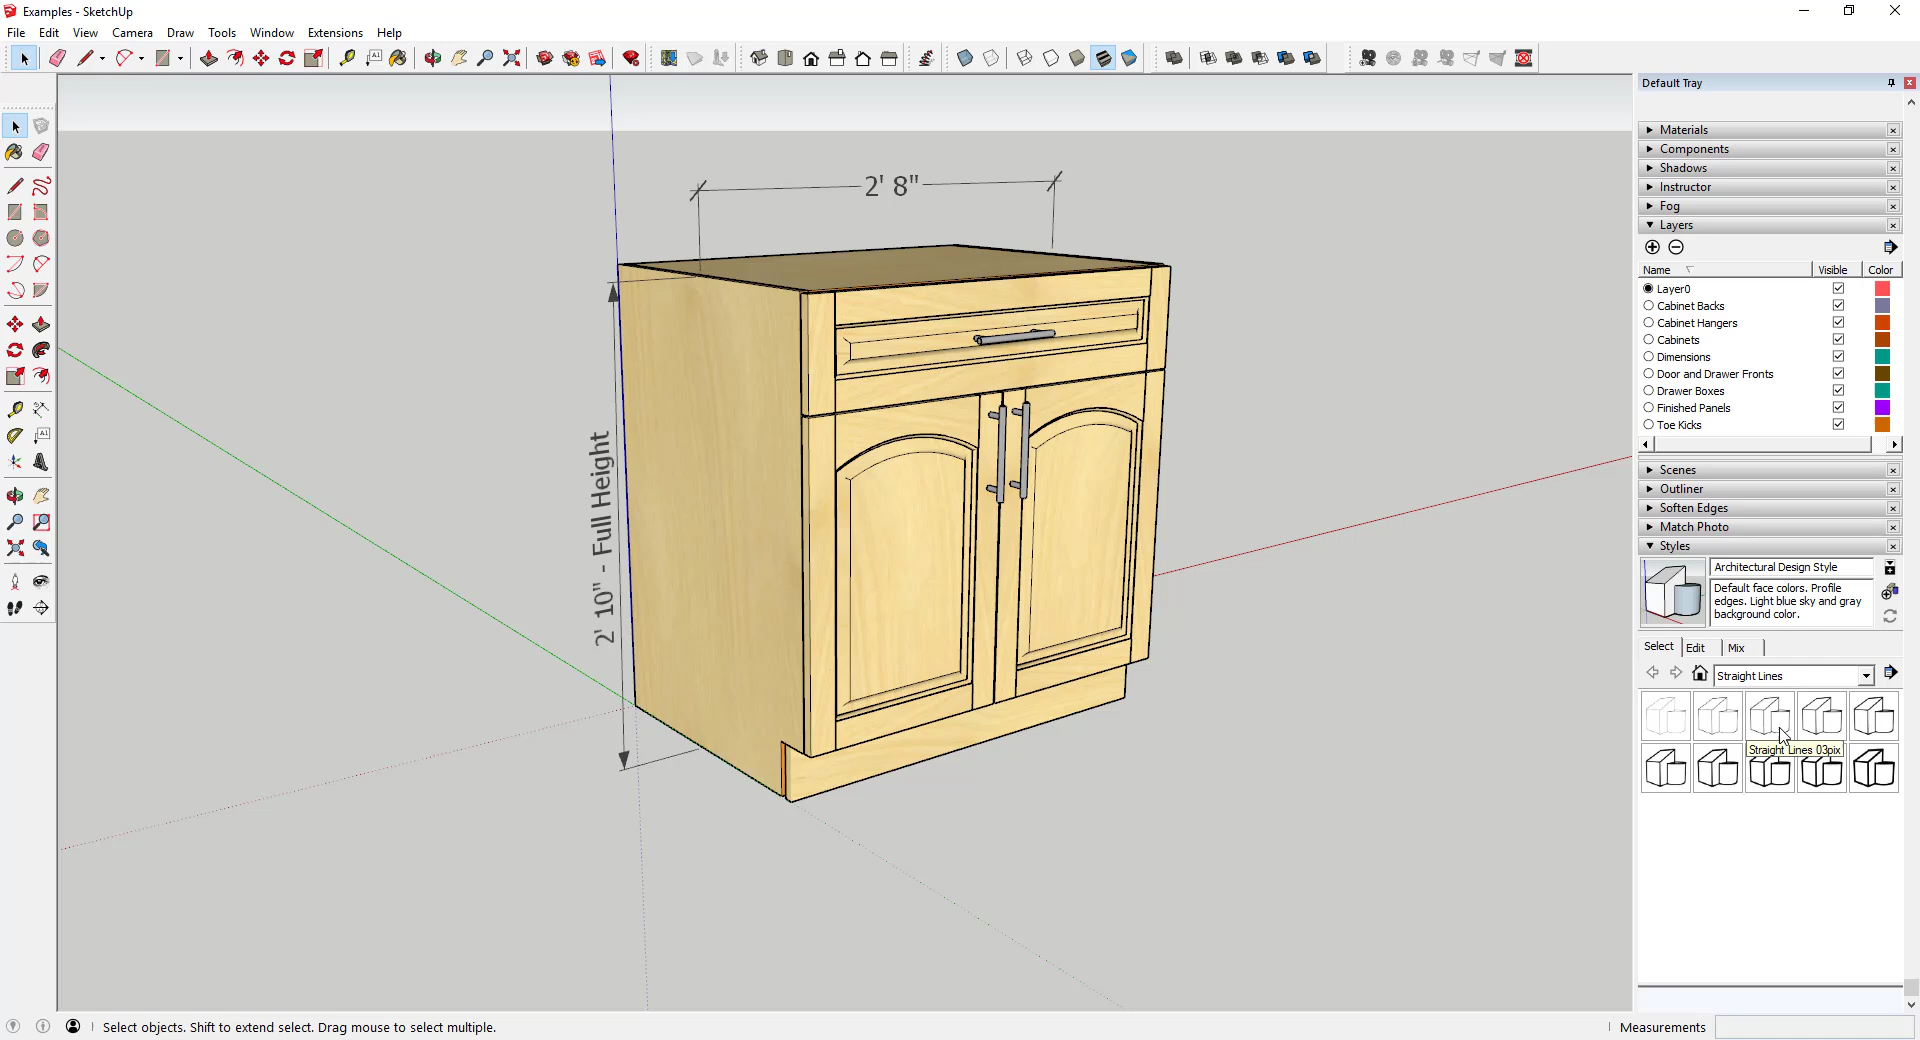 Examples - SketchUp
File Edit View Camera Draw Tools Window Extensions Help
Default Tray
Materials
Components
Shadows
Instructor
Fog
Layers
Name Visible Color
Layer0
Cabinet Backs
Cabinet Hangers
Cabinets
Dimensions
Door and Drawer Fronts
Drawer Boxes
Finished Panels
Toe Kicks
Scenes
Outliner
Soften Edges
Match Photo
Styles
Architectural Design Style
Default face colors. Profile
edges. Light blue sky and gray
background color.
Select Edit Mix
Straight Lines
Straight Lines 03pix
2' 8"
2' 10" - Full Height
Select objects. Shift to extend select. Drag mouse to select multiple.
Measurements